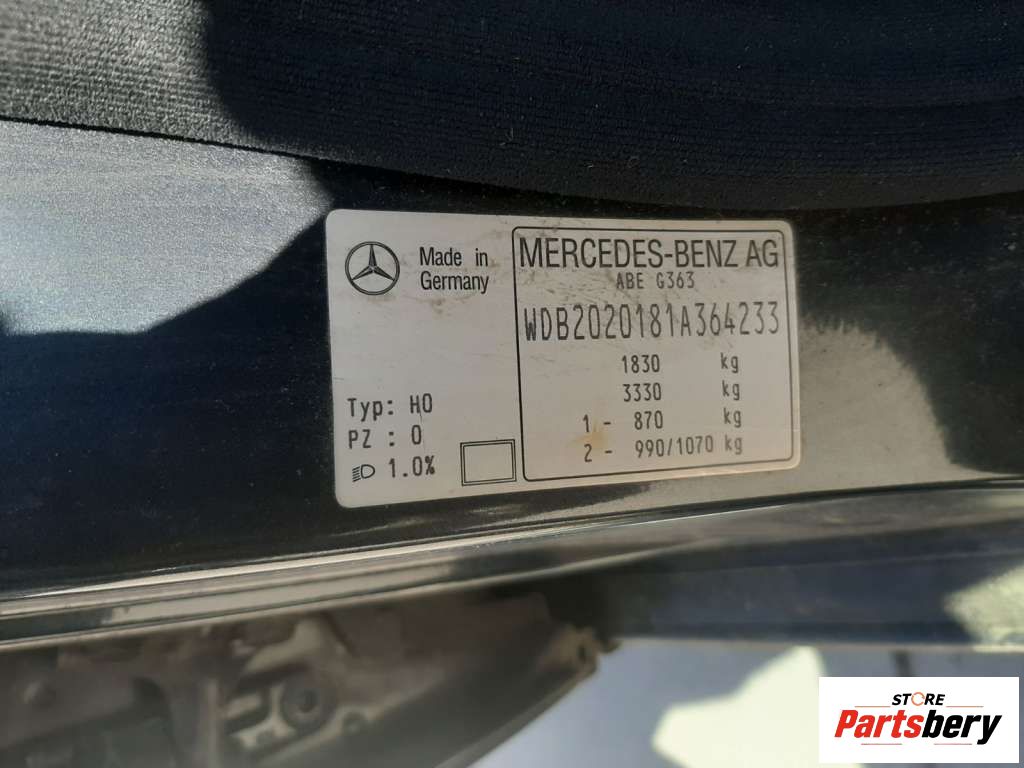 Made in
Germany
Typ: HO
PZ : 0
1.0%
MERCEDES-BENZ AG
ABE G363
WDB2020181A364233
1830 kg
3330 kg
1 - 870 kg
2 - 990/1070 kg
STORE
Partsbery